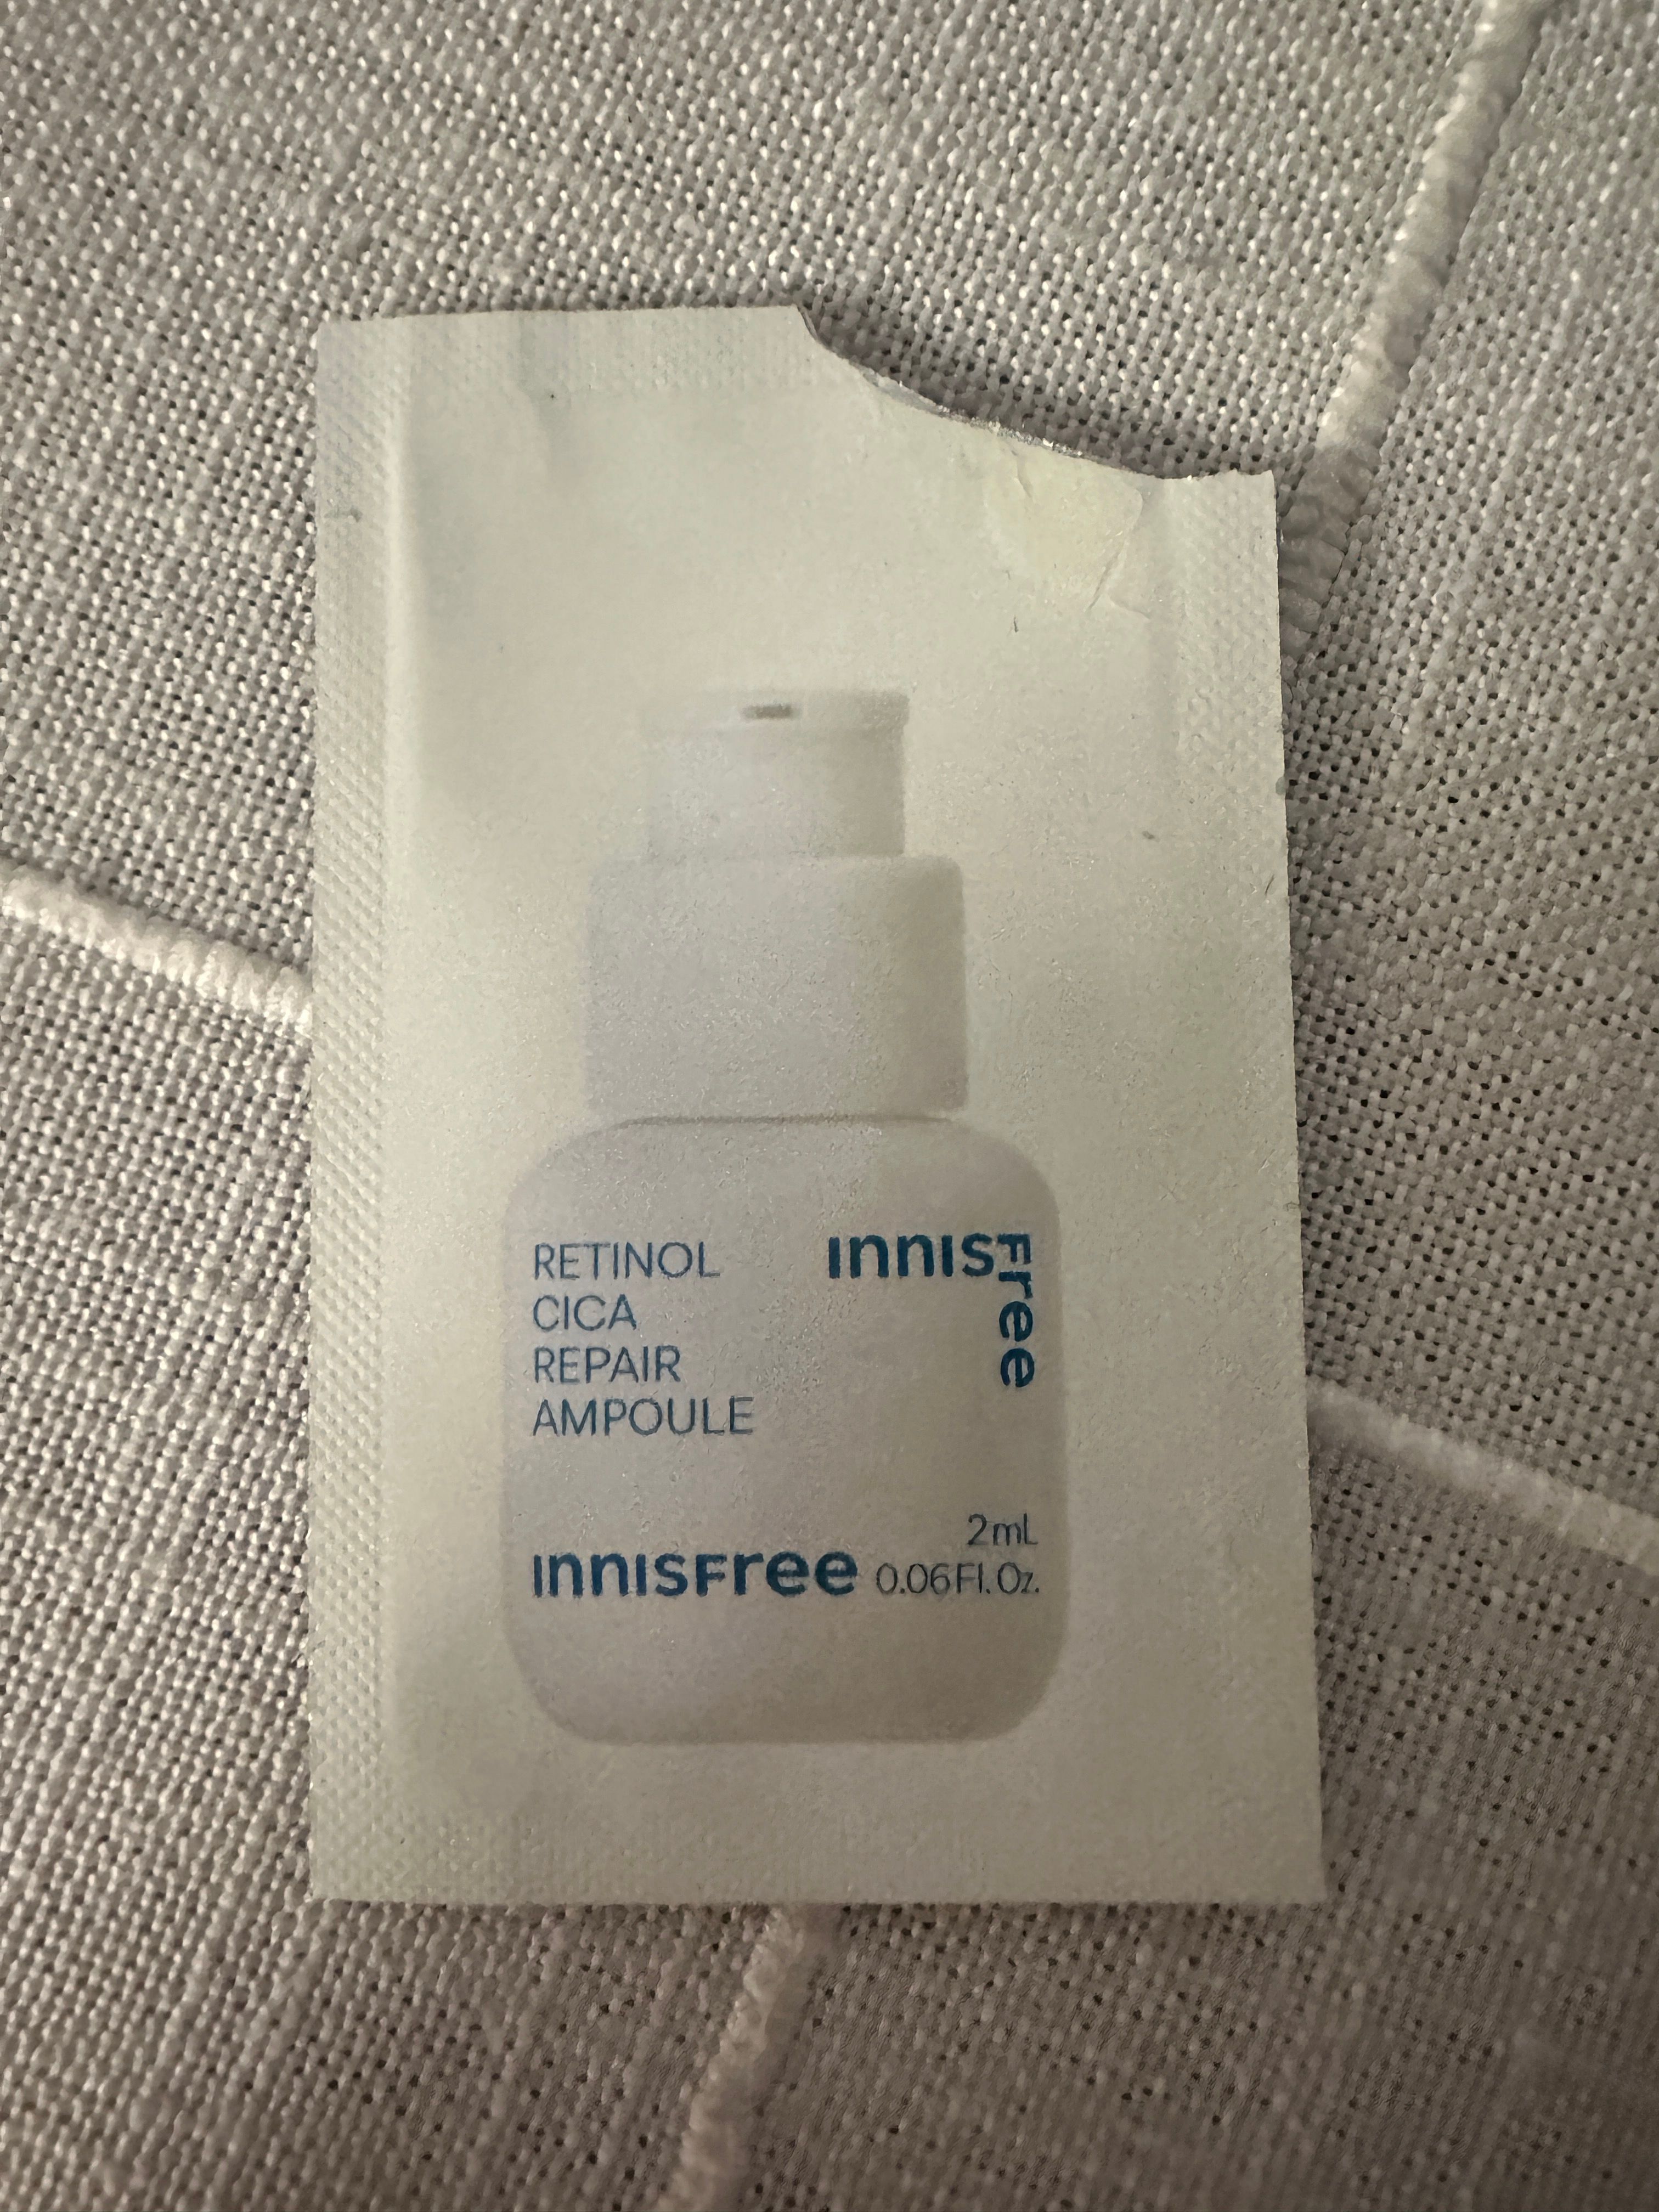 RETINOL
CICA
REPAIR
AMPOULE
INNISFree
INNISFree
2mL
0.06Fl.Oz.